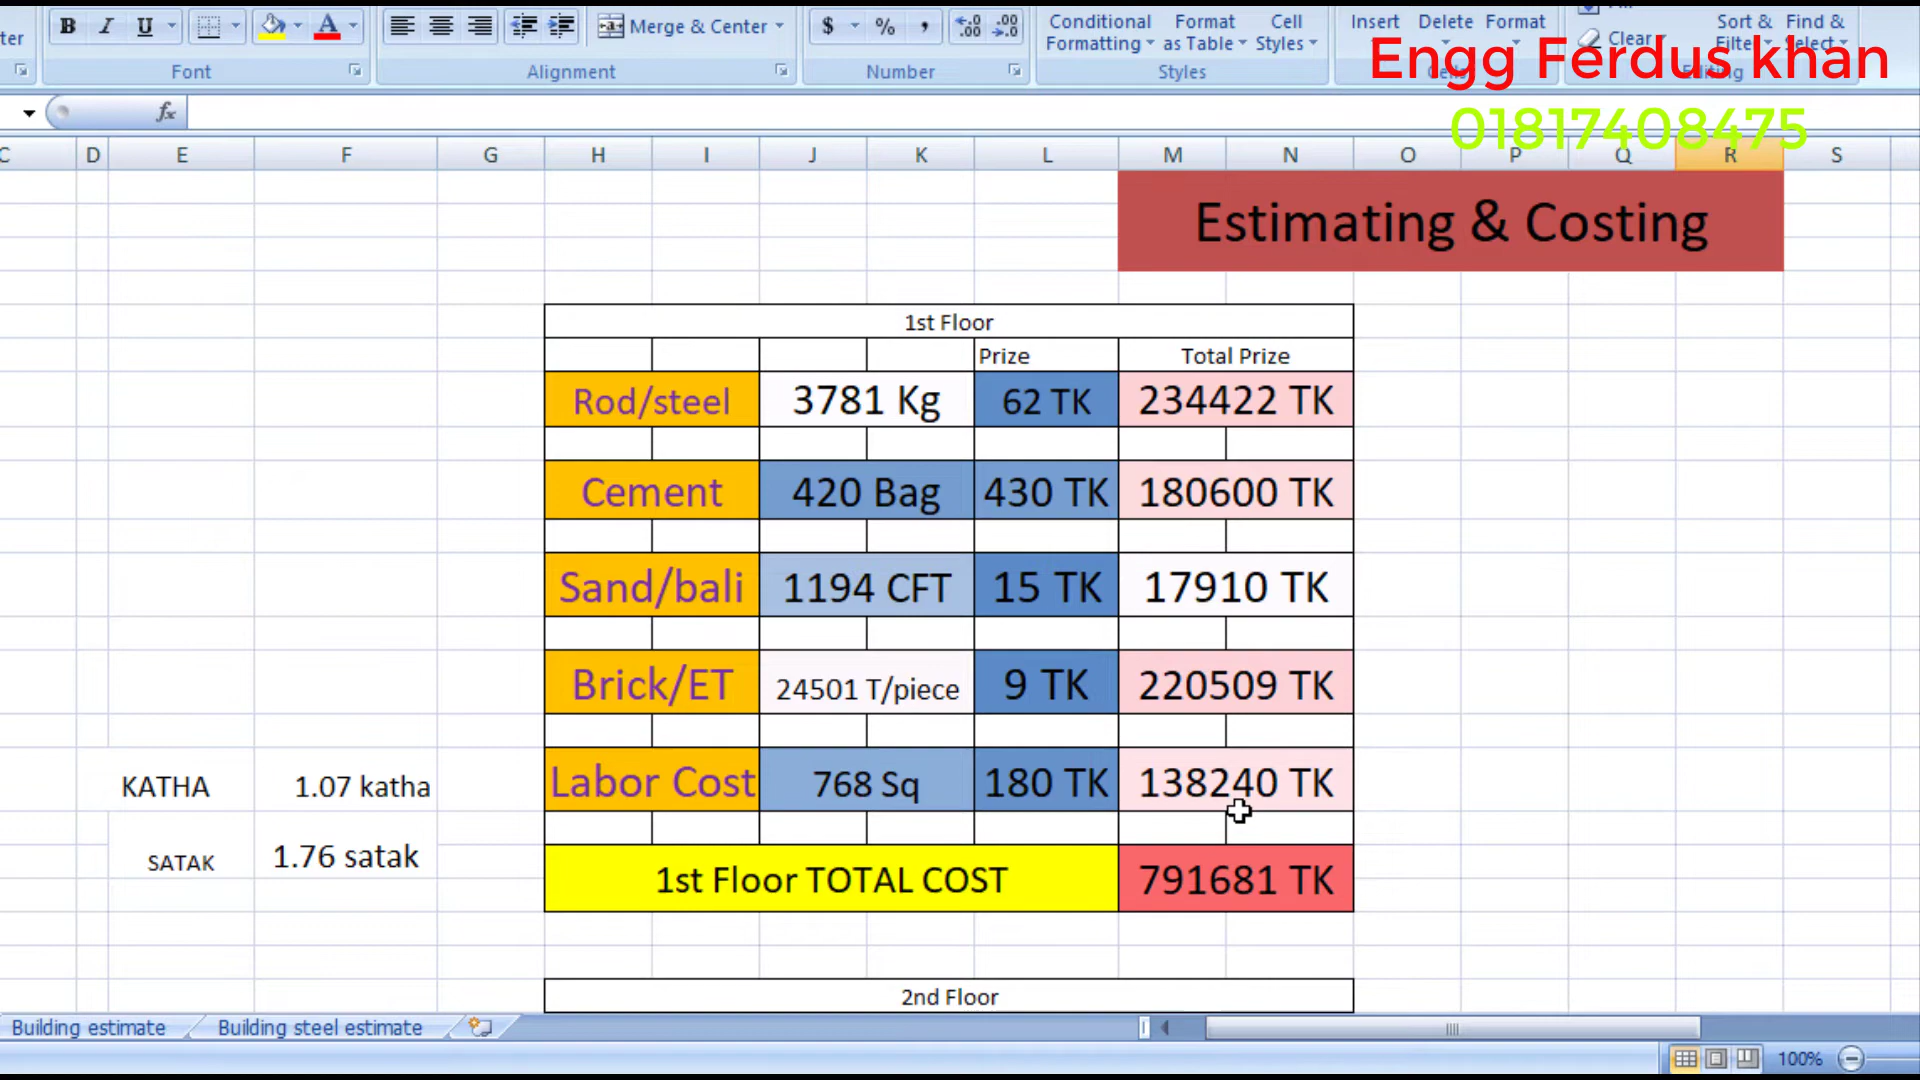 ter B I U Merge & Center $ % , Conditional Format Cell Insert Delete Format Sort & Find &
Formatting as Table Styles Clear Filter Select
Font Alignment Number Styles Editing
Engg Ferdus khan
01817408475
fx
C D E F G H I J K L M N O P Q R S
Estimating & Costing
1st Floor
Prize Total Prize
Rod/steel 3781 Kg 62 TK 234422 TK
Cement 420 Bag 430 TK 180600 TK
Sand/bali 1194 CFT 15 TK 17910 TK
Brick/ET 24501 T/piece 9 TK 220509 TK
KATHA 1.07 katha Labor Cost 768 Sq 180 TK 138240 TK
SATAK 1.76 satak 1st Floor TOTAL COST 791681 TK
2nd Floor
Building estimate Building steel estimate
100%